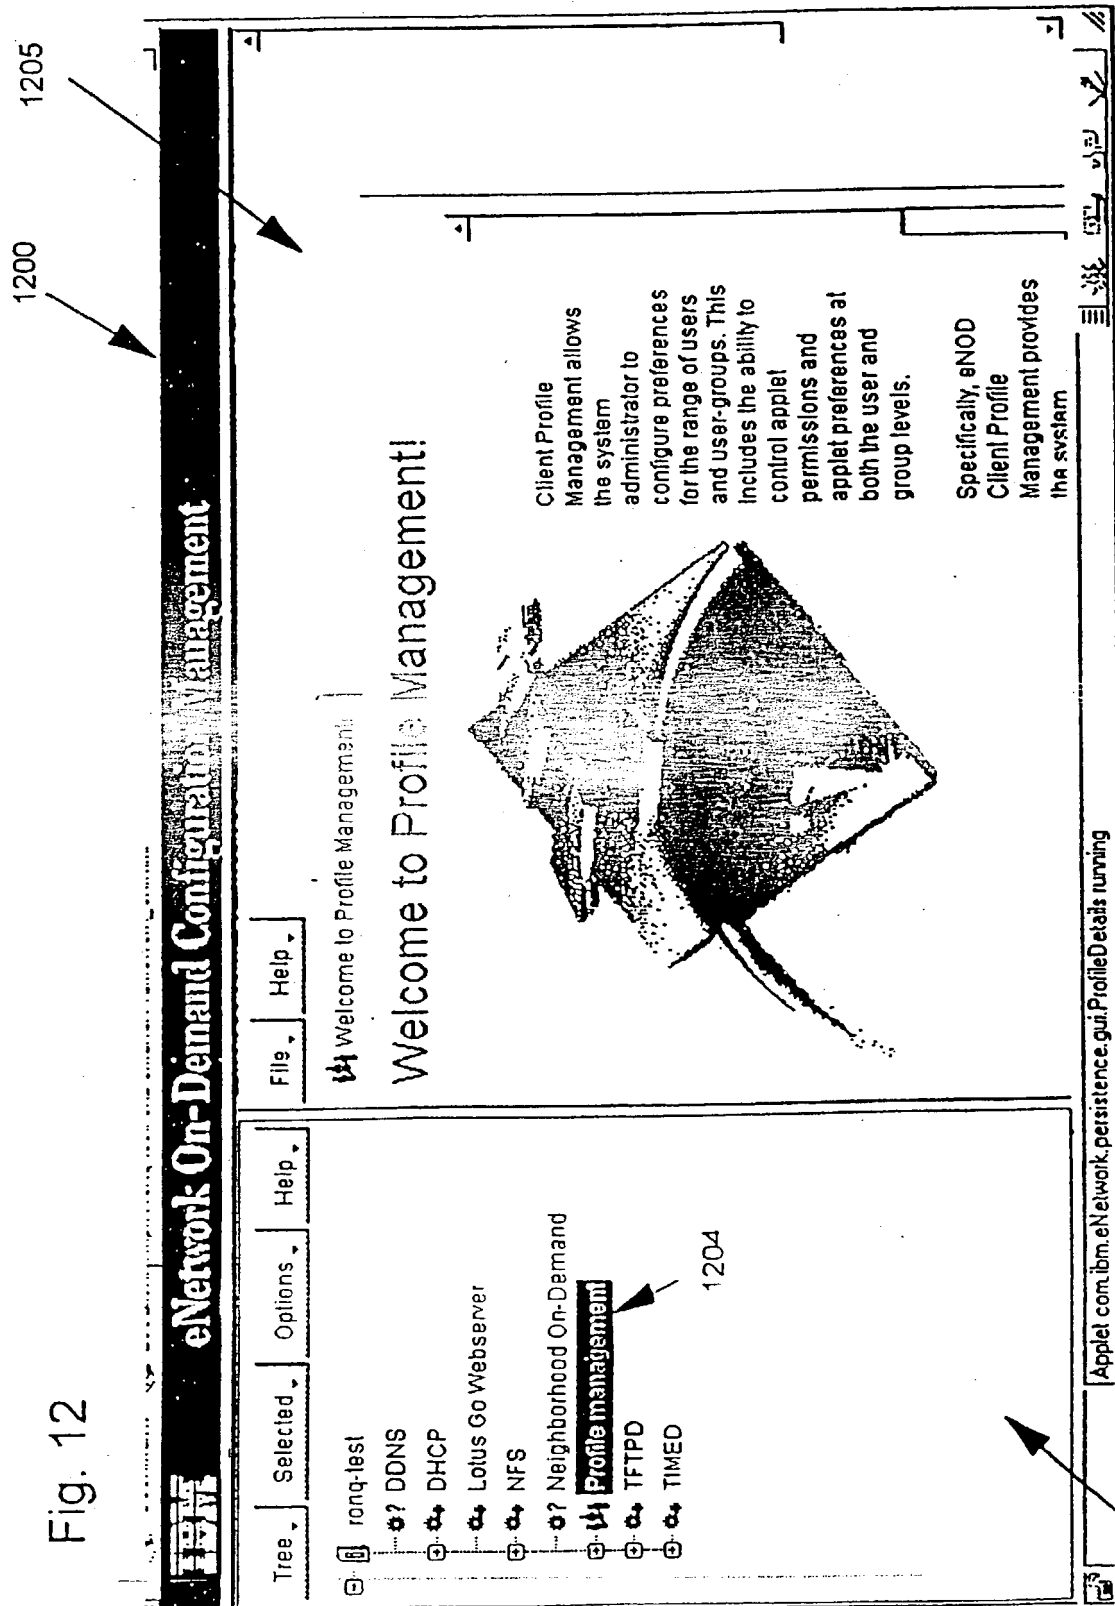 Fig. 12
1200
1205
IBM
eNetwork On-Demand Configuration Management
Tree
Selected
Options
Help
ronq-test
? DDNS
DHCP
Lotus Go Webserver
NFS
? Neighborhood On-Demand
Profile management
TFTPD
TIMED
1204
File
Help
Welcome to Profile Management
Welcome to Profile Management!
Client Profile
Management allows
the system
administrator to
configure preferences
for the range of users
and user-groups. This
includes the ability to
control applet
permissions and
applet preferences at
both the user and
group levels.
Specifically, eNOD
Client Profile
Management provides
the system
Applet com.ibm.eNetwork.persistence.gui.ProfileDetails running